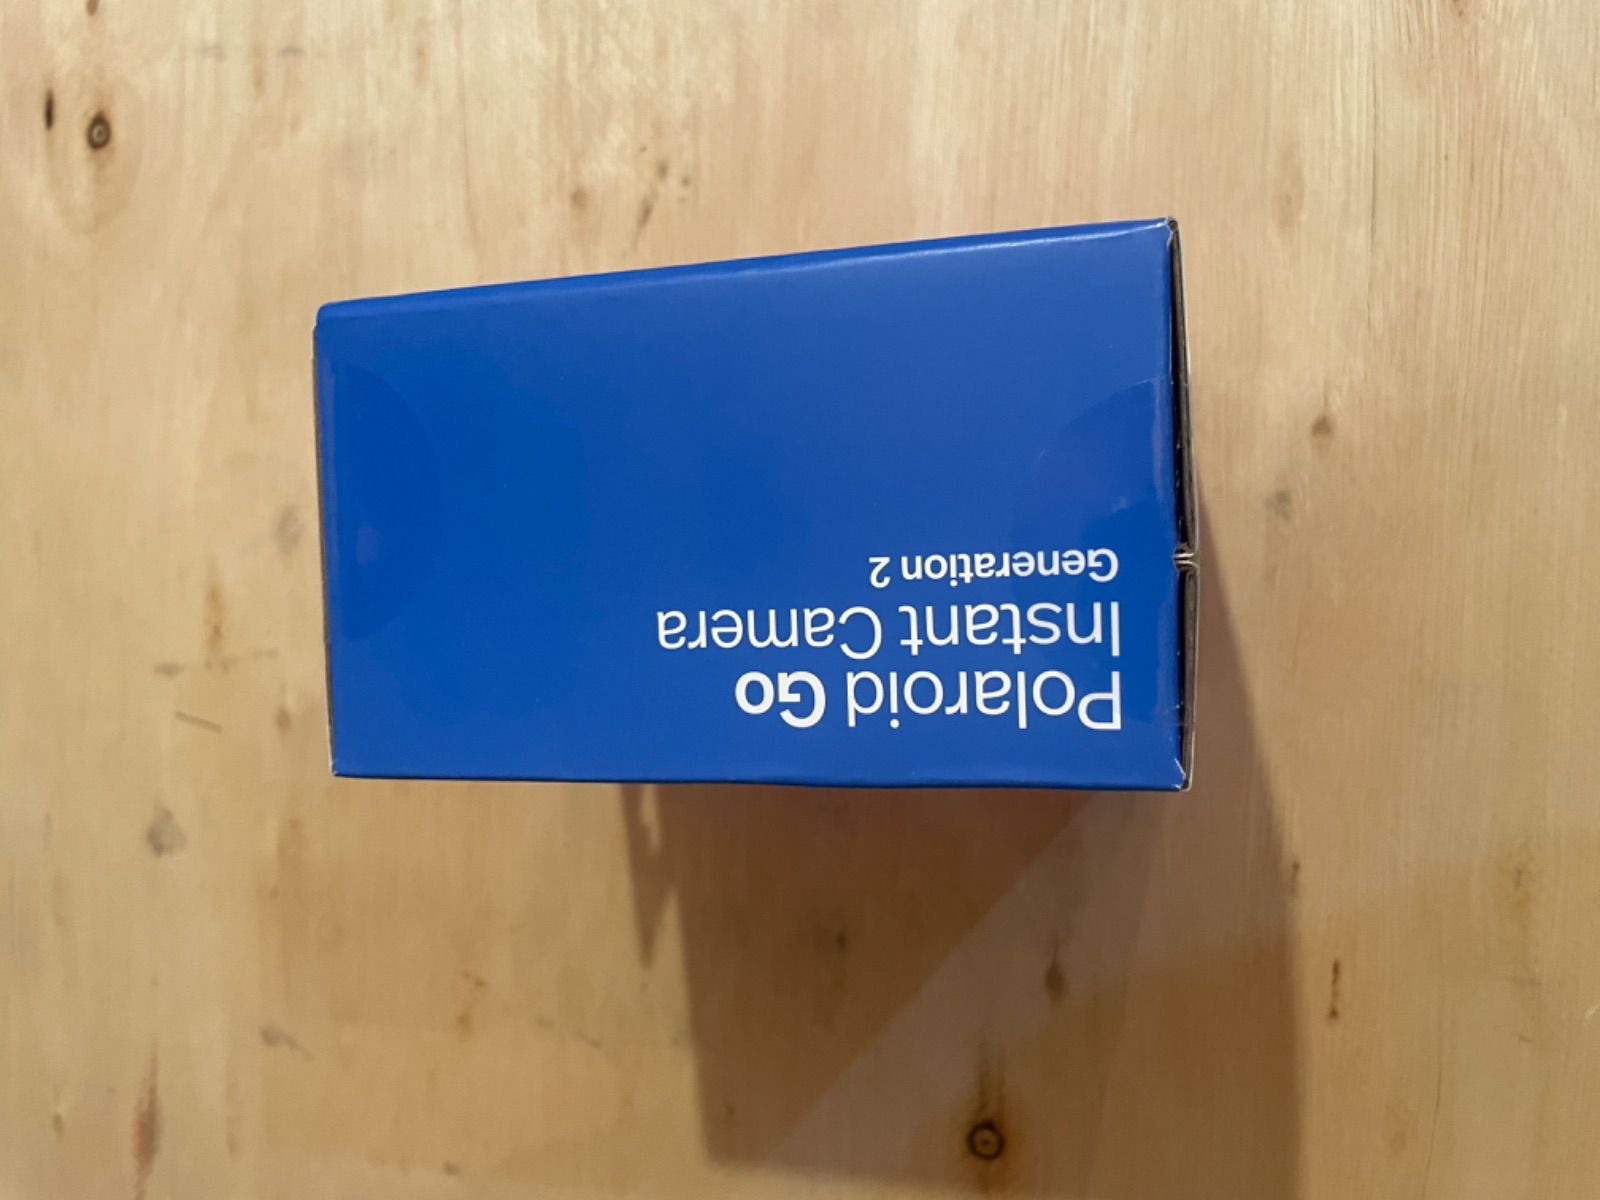 Polaroid Go
Instant Camera
Generation 2